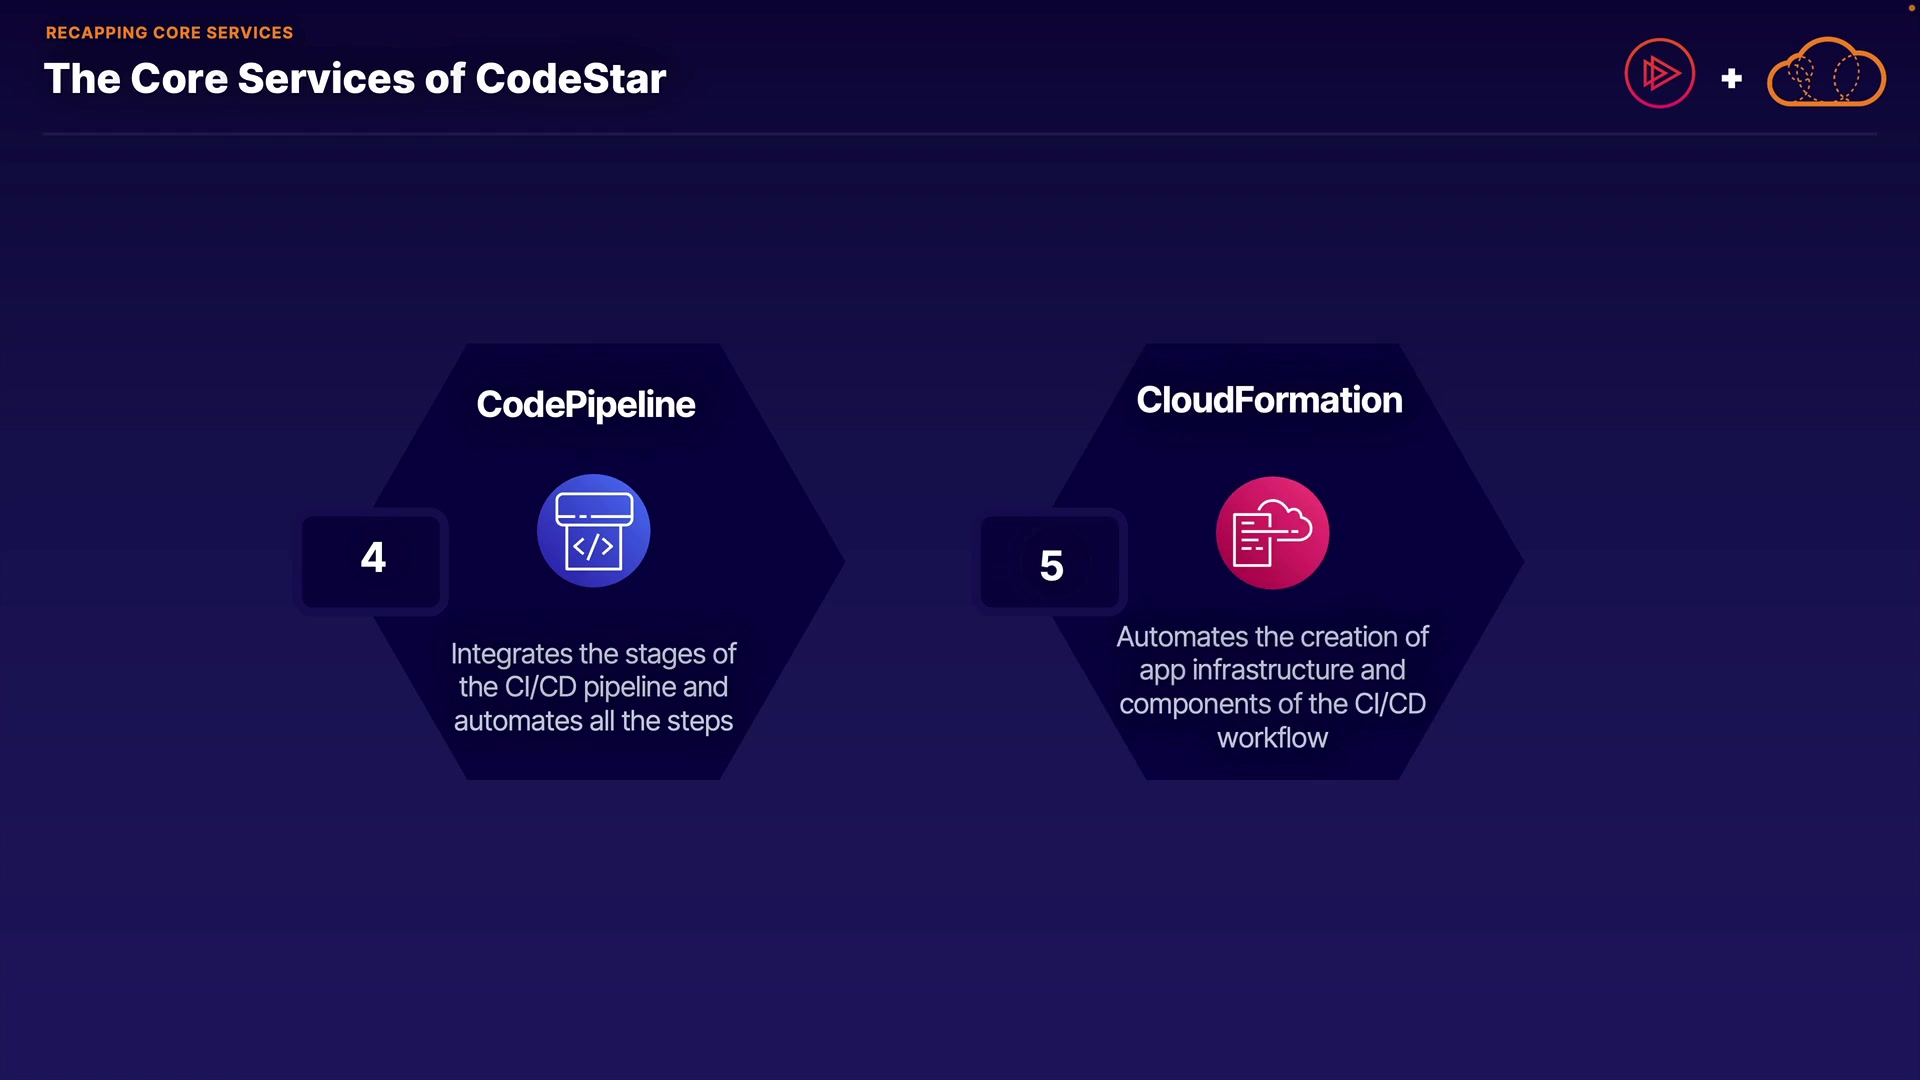 RECAPPING CORE SERVICES
The Core Services of CodeStar
+
CodePipeline
</>
4
Integrates the stages of
the CI/CD pipeline and
automates all the steps
CloudFormation
5
Automates the creation of
app infrastructure and
components of the CI/CD
workflow